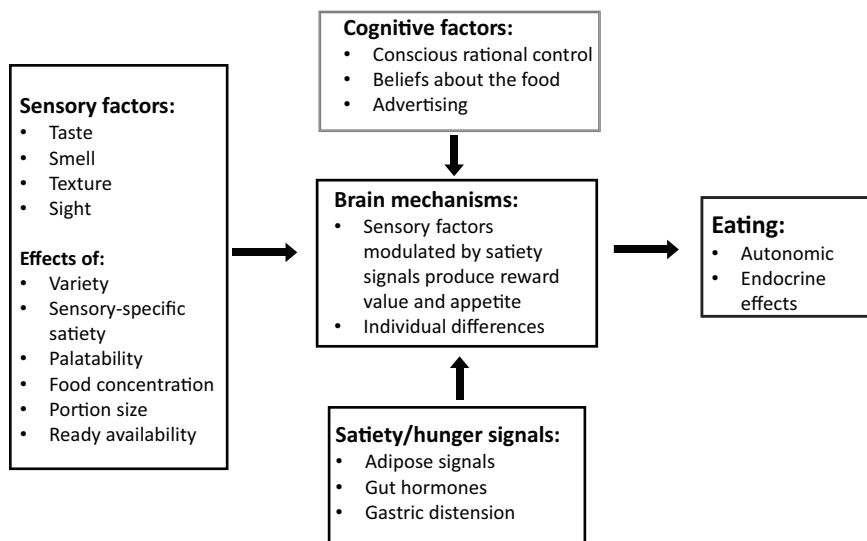 Cognitive factors:
• Conscious rational control
• Beliefs about the food
• Advertising
Sensory factors:
• Taste
• Smell
• Texture
• Sight
Effects of:
• Variety
• Sensory-specific
satiety
• Palatability
• Food concentration
• Portion size
• Ready availability
Brain mechanisms:
• Sensory factors
modulated by satiety
signals produce reward
value and appetite
• Individual differences
Satiety/hunger signals:
• Adipose signals
• Gut hormones
• Gastric distension
Eating:
• Autonomic
• Endocrine
effects